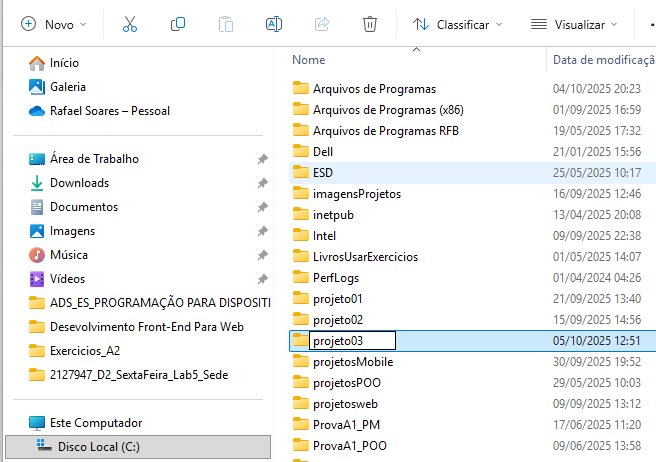 Novo
Classificar
Visualizar
Início
Galeria
Rafael Soares – Pessoal
Área de Trabalho
Downloads
Documentos
Imagens
Música
Vídeos
ADS_ES_PROGRAMAÇÃO PARA DISPOSITI
Desevolvimento Front-End Para Web
Exercicios_A2
2127947_D2_SextaFeira_Lab5_Sede
Este Computador
Disco Local (C:)
Nome Data de modificaçã
Arquivos de Programas 04/10/2025 20:23
Arquivos de Programas (x86) 01/09/2025 16:59
Arquivos de Programas RFB 19/05/2025 17:32
Dell 21/01/2025 15:56
ESD 25/05/2025 10:17
imagensProjetos 16/09/2025 12:46
inetpub 13/04/2025 20:08
Intel 09/09/2025 22:38
LivrosUsarExercicios 01/05/2025 14:07
PerfLogs 01/04/2024 04:26
projeto01 21/09/2025 13:40
projeto02 15/09/2025 14:56
projeto03 05/10/2025 12:51
projetosMobile 30/09/2025 19:52
projetosPOO 29/05/2025 10:03
projetosweb 09/09/2025 13:12
ProvaA1_PM 17/06/2025 11:20
ProvaA1_POO 09/06/2025 13:58